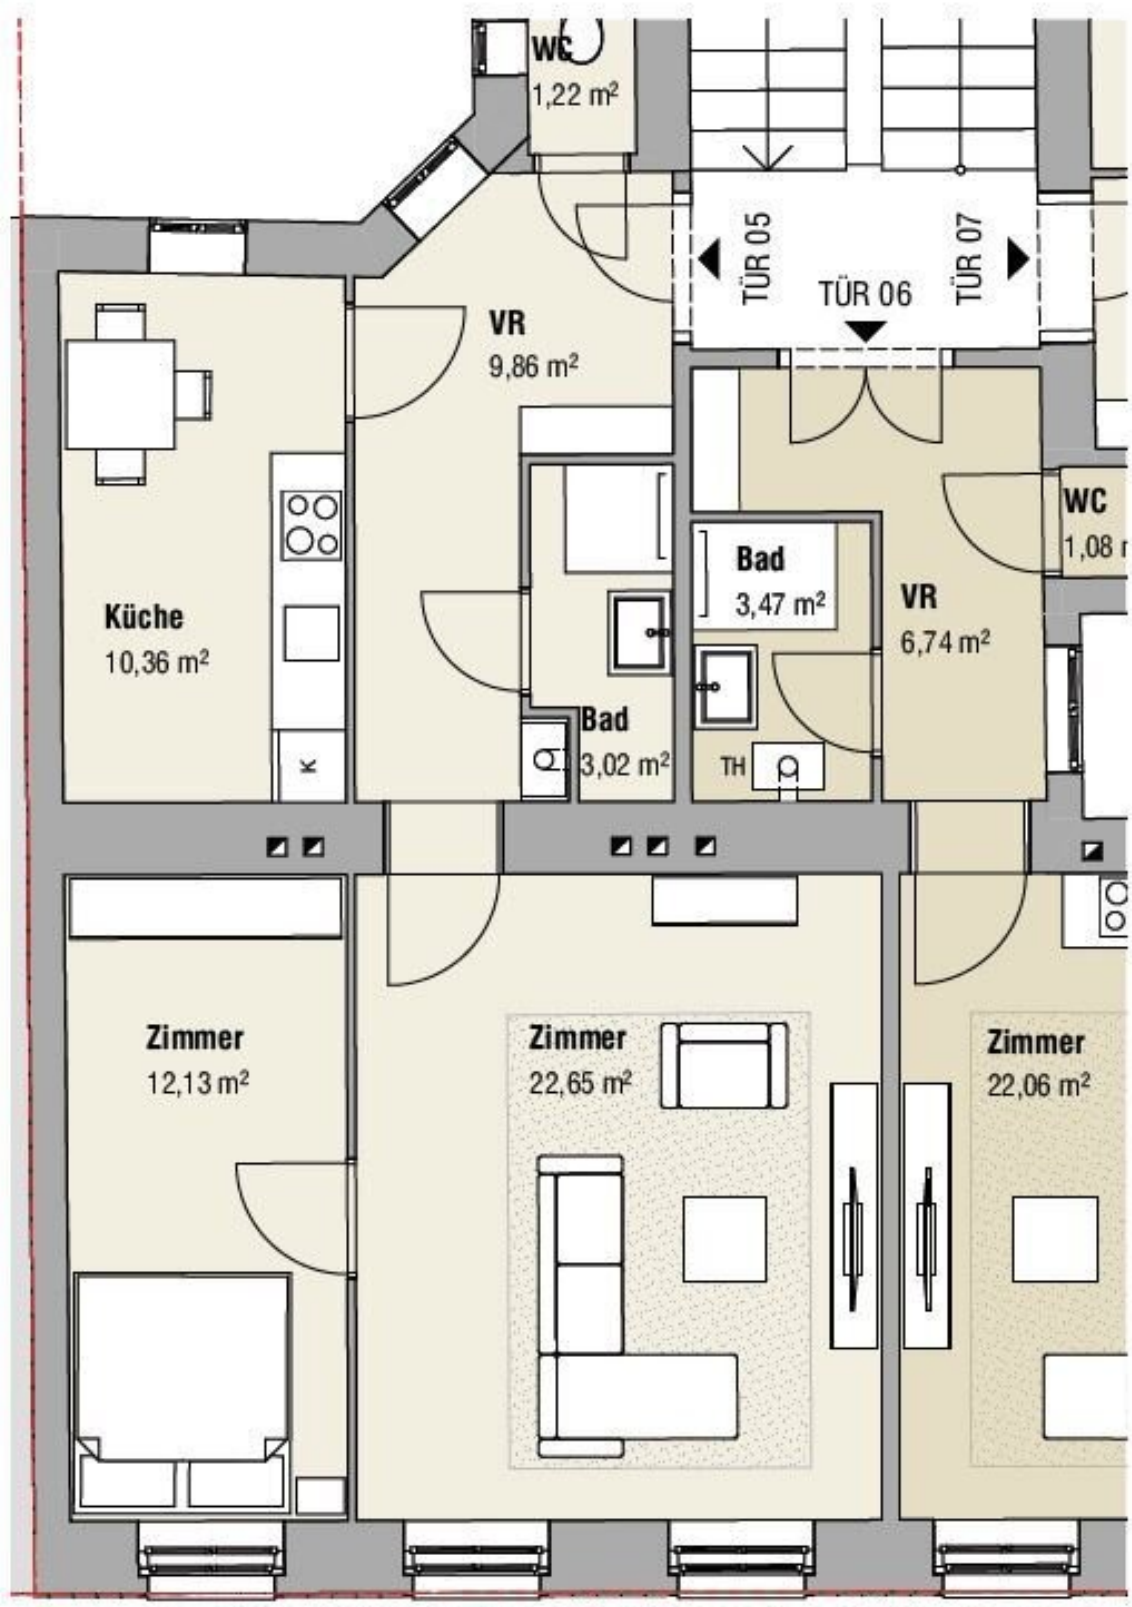 WC
1,22 m²
TÜR 05
TÜR 07
TÜR 06
VR
9,86 m²
WC
1,08
Bad
3,47 m²
VR
6,74 m²
Küche
10,36 m²
Bad
3,02 m²
TH
K
Zimmer
12,13 m²
Zimmer
22,65 m²
Zimmer
22,06 m²